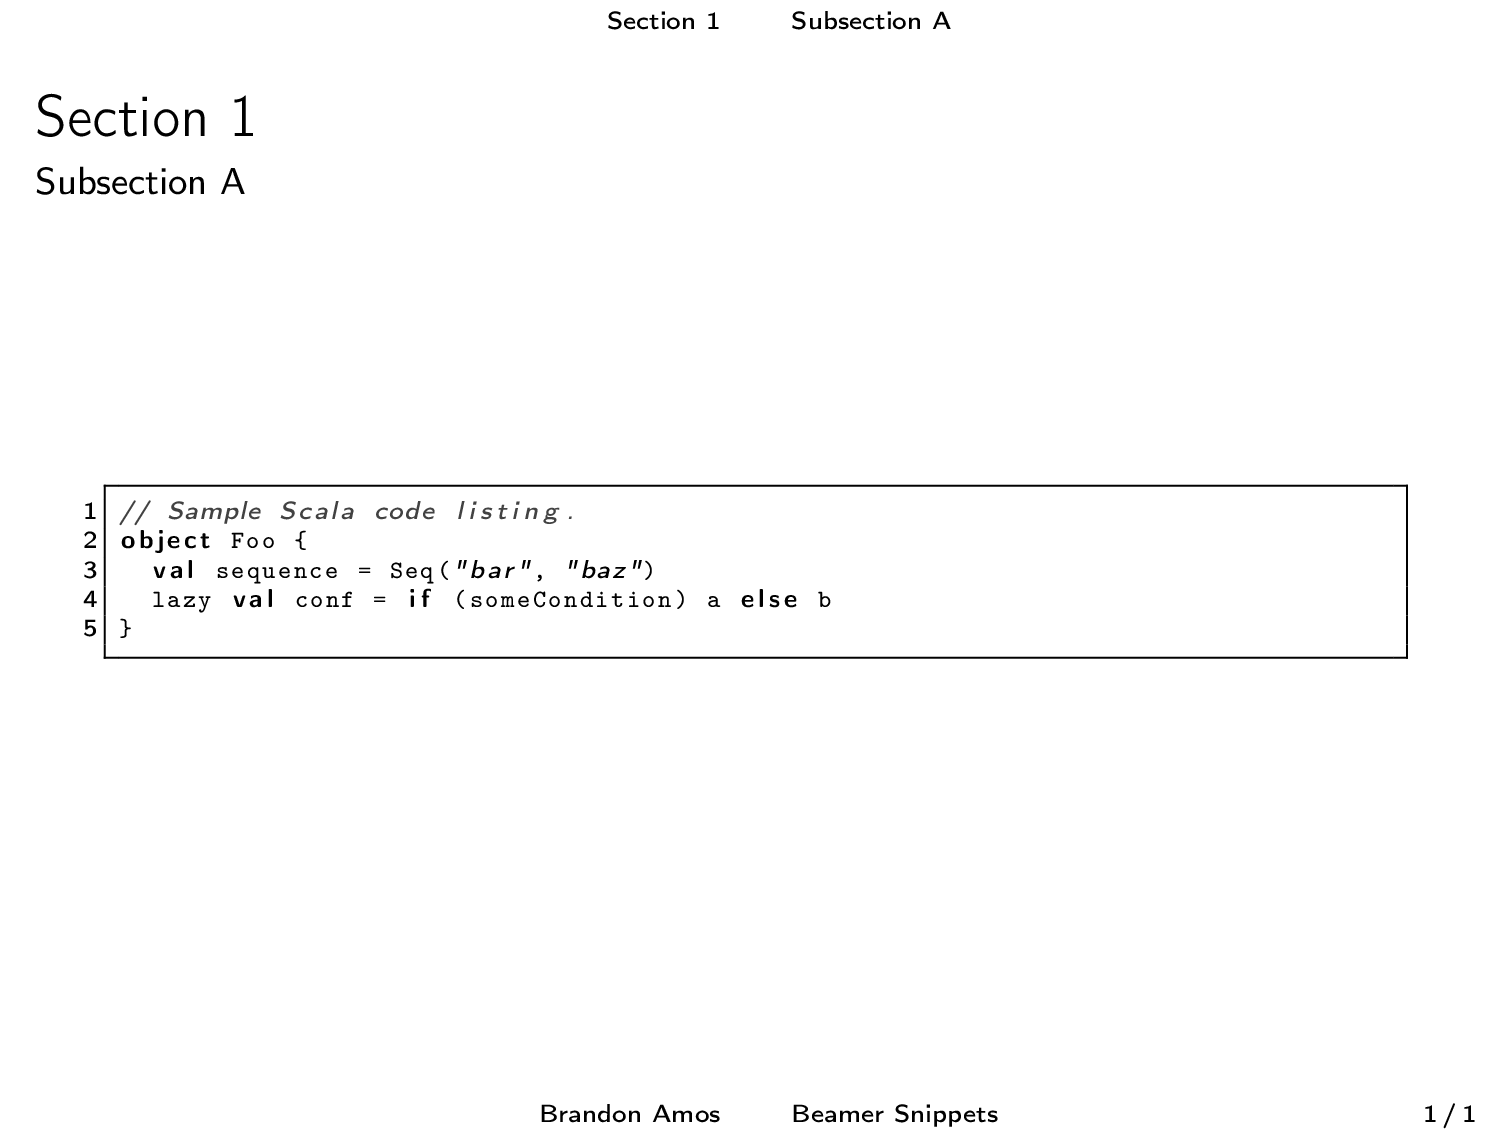 Section 1 Subsection A
Section 1
Subsection A
1 // Sample Scala code listing.
2 object Foo {
3   val sequence = Seq("bar", "baz")
4   lazy val conf = if (someCondition) a else b
5 }
Brandon Amos Beamer Snippets 1 / 1